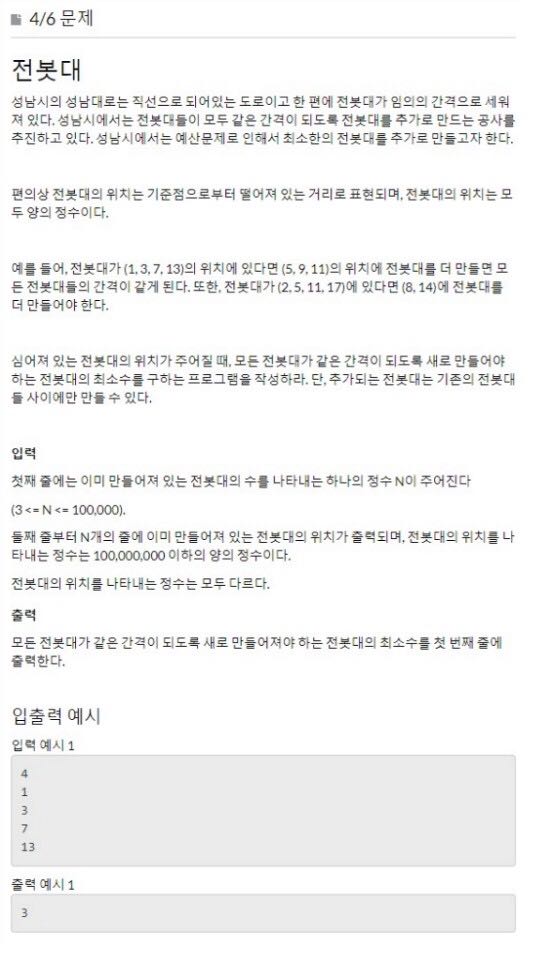 4/6 문제
전봇대
성남시의 성남대로는 직선으로 되어있는 도로이고 한 편에 전봇대가 임의의 간격으로 세워
져 있다. 성남시에서는 전봇대들이 모두 같은 간격이 되도록 전봇대를 추가로 만드는 공사를
추진하고 있다. 성남시에서는 예산문제로 인해서 최소한의 전봇대를 추가로 만들고자 한다.
편의상 전봇대의 위치는 기준점으로부터 떨어져 있는 거리로 표현되며, 전봇대의 위치는 모
두 양의 정수이다.
예를 들어, 전봇대가 (1, 3, 7, 13)의 위치에 있다면 (5, 9, 11)의 위치에 전봇대를 더 만들면 모
든 전봇대들의 간격이 같게 된다. 또한, 전봇대가 (2, 5, 11, 17)에 있다면 (8, 14)에 전봇대를
더 만들어야 한다.
심어져 있는 전봇대의 위치가 주어질 때, 모든 전봇대가 같은 간격이 되도록 새로 만들어야
하는 전봇대의 최소수를 구하는 프로그램을 작성하라. 단, 추가되는 전봇대는 기존의 전봇대
들 사이에만 만들 수 있다.
입력
첫째 줄에는 이미 만들어져 있는 전봇대의 수를 나타내는 하나의 정수 N이 주어진다
(3 <= N <= 100,000).
둘째 줄부터 N개의 줄에 이미 만들어져 있는 전봇대의 위치가 출력되며, 전봇대의 위치를 나
타내는 정수는 100,000,000 이하의 양의 정수이다.
전봇대의 위치를 나타내는 정수는 모두 다르다.
출력
모든 전봇대가 같은 간격이 되도록 새로 만들어져야 하는 전봇대의 최소수를 첫 번째 줄에
출력한다.
입출력 예시
입력 예시 1
4
1
3
7
13
출력 예시 1
3